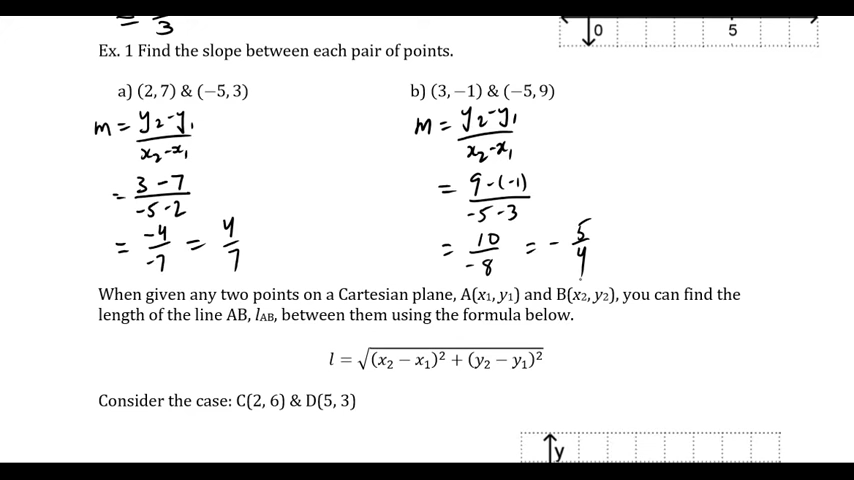 = 
3
0 5
Ex. 1 Find the slope between each pair of points.
a) (2, 7) & (−5, 3) b) (3, −1) & (−5, 9)
m = y₂-y₁ / x₂-x₁ m = y₂-y₁ / x₂-x₁
= 3-7 / -5-2 = 9-(-1) / -5-3
= -4 / -7 = 4 / 7 = 10 / -8 = - 5 / 4
When given any two points on a Cartesian plane, A(x₁, y₁) and B(x₂, y₂), you can find the
length of the line AB, lAB, between them using the formula below.
l = √(x₂ − x₁)² + (y₂ − y₁)²
Consider the case: C(2, 6) & D(5, 3)
y